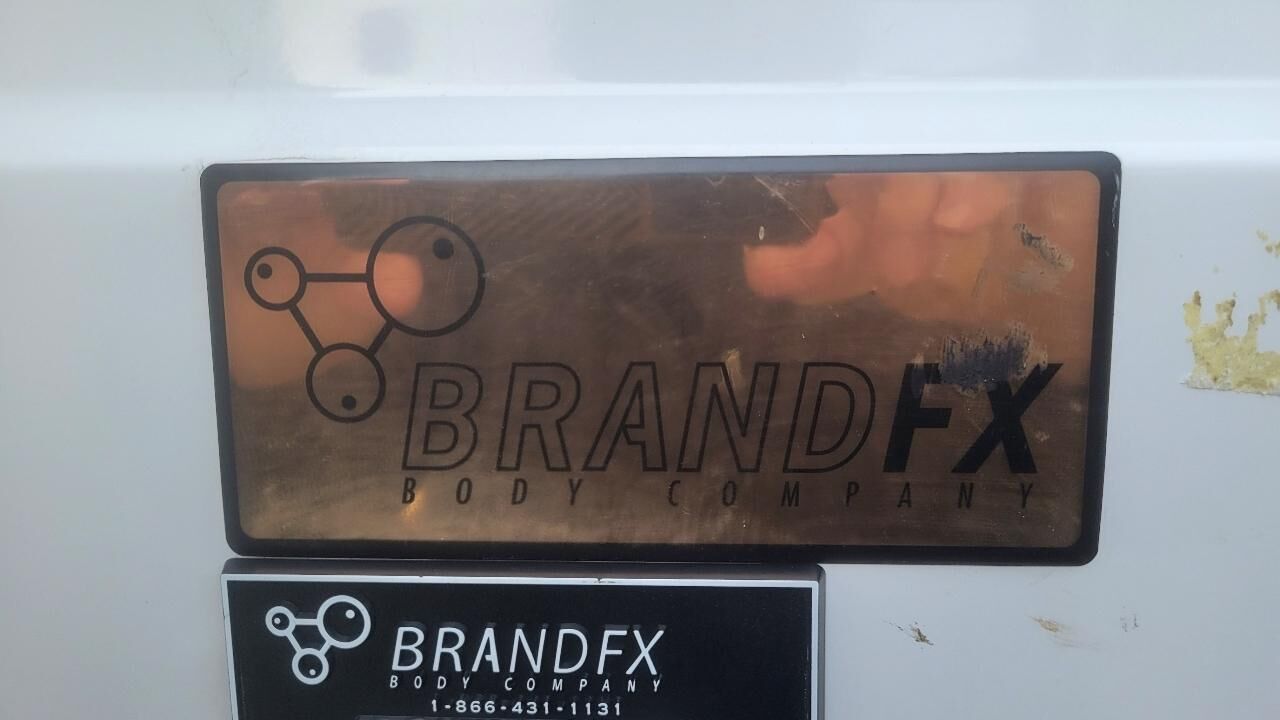 BRANDFX
BODY COMPANY
BRANDFX
BODY COMPANY
1-866-431-1131